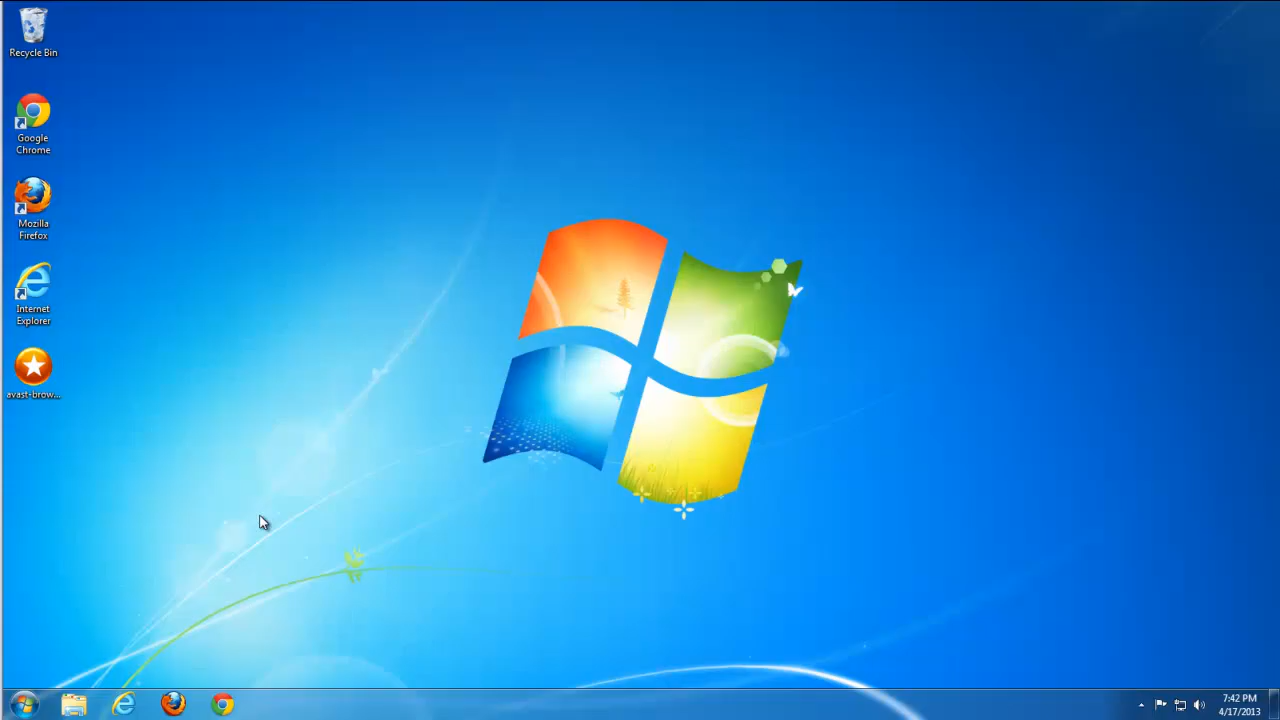 Recycle Bin
Google
Chrome
Mozilla
Firefox
Internet
Explorer
avast-brow...
7:42 PM
4/17/2013